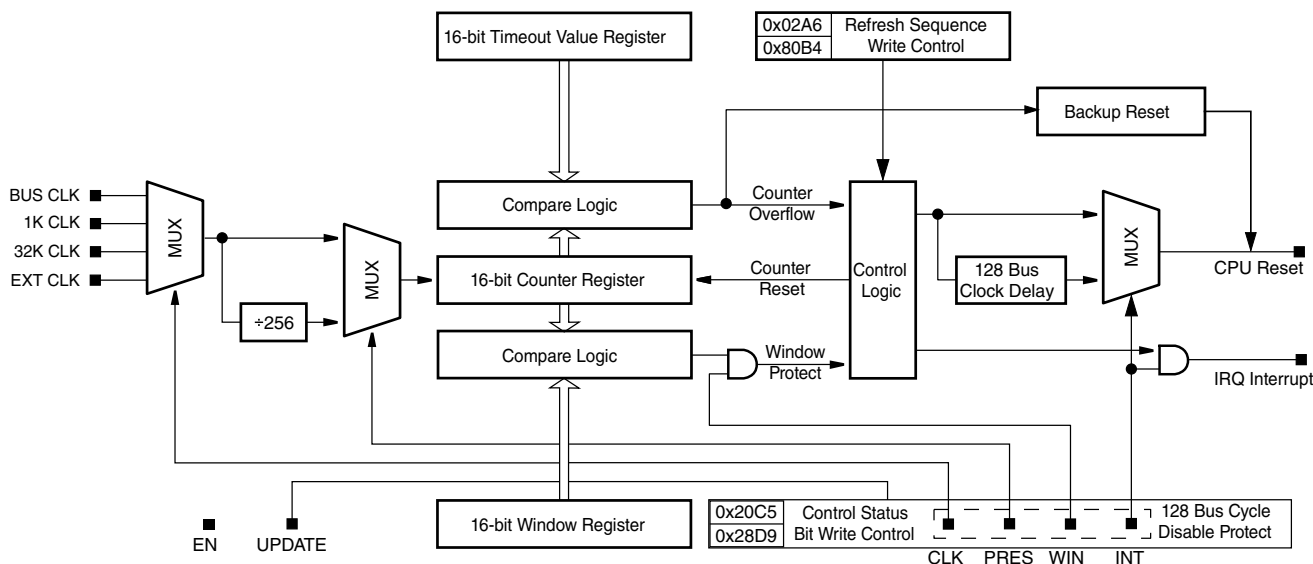 16-bit Timeout Value Register
0x02A6
0x80B4
Refresh Sequence
Write Control
Backup Reset
BUS CLK
1K CLK
32K CLK
EXT CLK
MUX
÷256
MUX
Compare Logic
16-bit Counter Register
Compare Logic
Counter
Overflow
Counter
Reset
Window
Protect
Control
Logic
128 Bus
Clock Delay
MUX
CPU Reset
IRQ Interrupt
16-bit Window Register
EN
UPDATE
0x20C5
0x28D9
Control Status
Bit Write Control
128 Bus Cycle
Disable Protect
CLK
PRES
WIN
INT